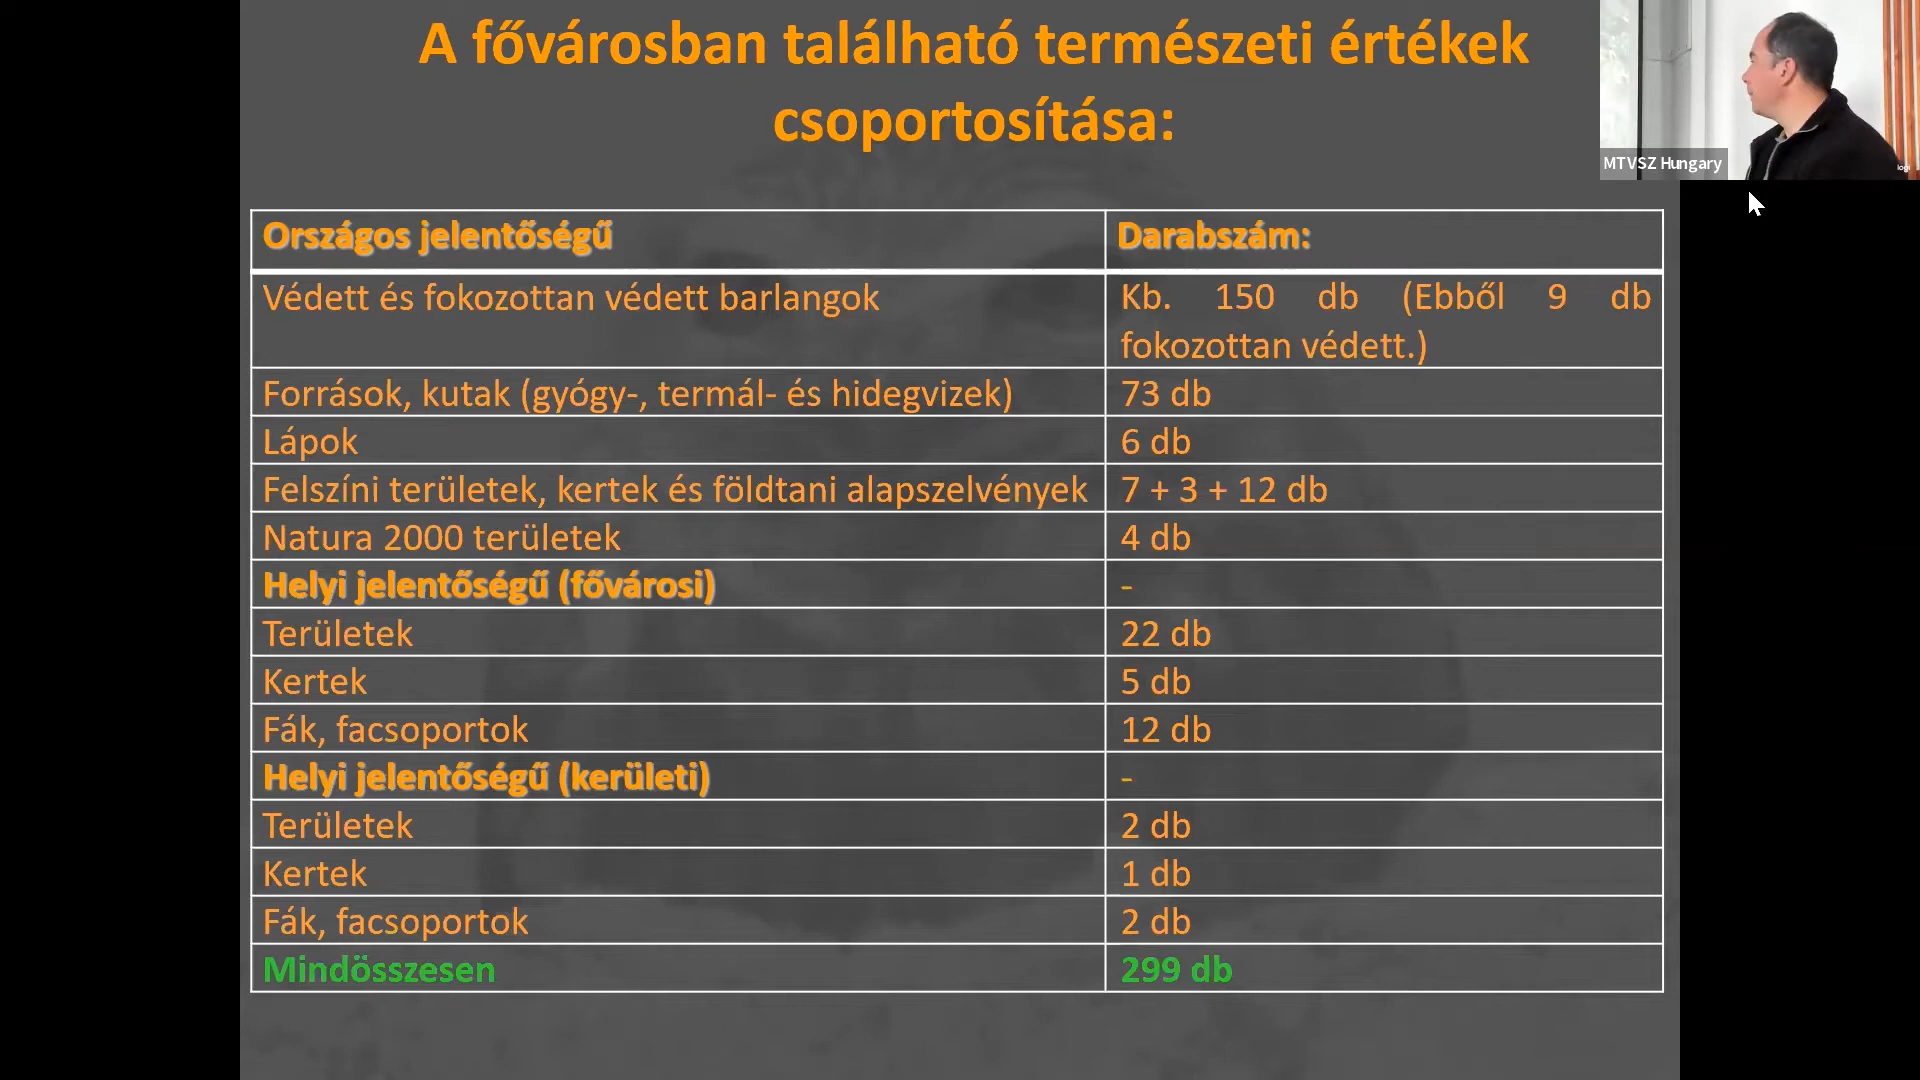 A fővárosban található természeti értékek
csoportosítása:
MTVSZ Hungary
logi
Országos jelentőségű Darabszám:
Védett és fokozottan védett barlangok Kb. 150 db (Ebből 9 db
fokozottan védett.)
Források, kutak (gyógy-, termál- és hidegvizek) 73 db
Lápok 6 db
Felszíni területek, kertek és földtani alapszelvények 7 + 3 + 12 db
Natura 2000 területek 4 db
Helyi jelentőségű (fővárosi) -
Területek 22 db
Kertek 5 db
Fák, facsoportok 12 db
Helyi jelentőségű (kerületi) -
Területek 2 db
Kertek 1 db
Fák, facsoportok 2 db
Mindösszesen 299 db